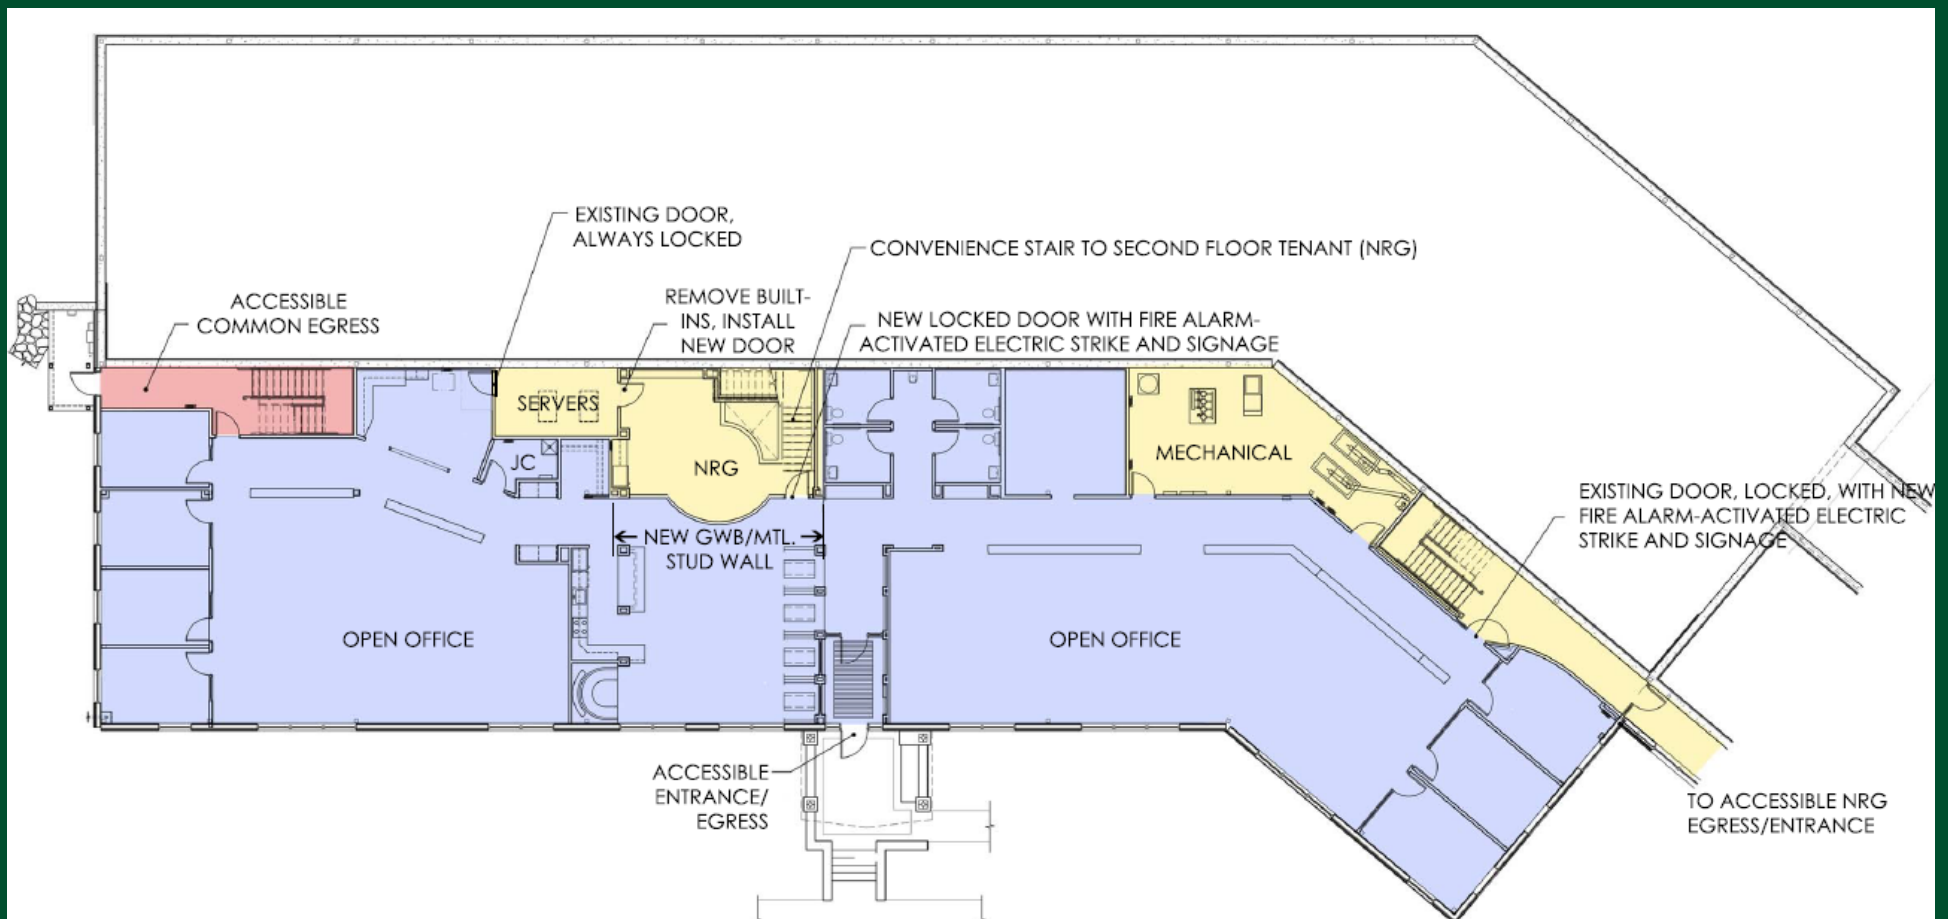 EXISTING DOOR,
ALWAYS LOCKED
CONVENIENCE STAIR TO SECOND FLOOR TENANT (NRG)
ACCESSIBLE
COMMON EGRESS
REMOVE BUILT-
INS, INSTALL
NEW DOOR
NEW LOCKED DOOR WITH FIRE ALARM-
ACTIVATED ELECTRIC STRIKE AND SIGNAGE
SERVERS
JC
NRG
MECHANICAL
EXISTING DOOR, LOCKED, WITH NEW
FIRE ALARM-ACTIVATED ELECTRIC
STRIKE AND SIGNAGE
NEW GWB/MTL.
STUD WALL
OPEN OFFICE
OPEN OFFICE
ACCESSIBLE
ENTRANCE/
EGRESS
TO ACCESSIBLE NRG
EGRESS/ENTRANCE